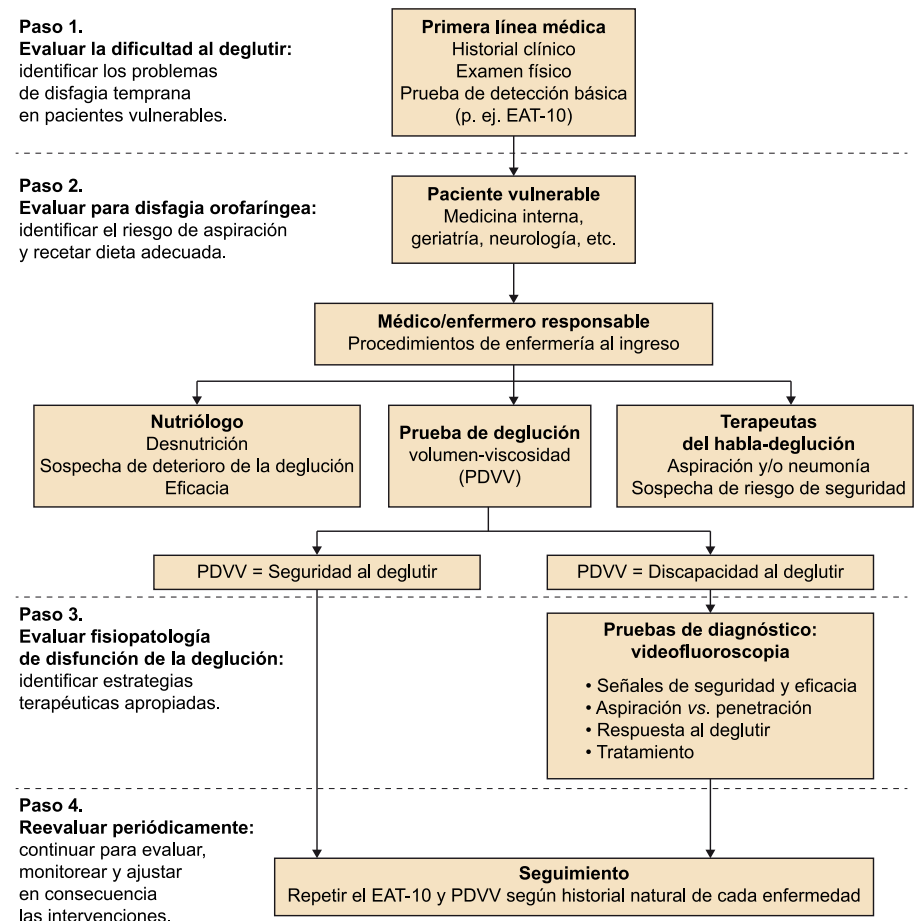 Paso 1.
Evaluar la dificultad al deglutir:
identificar los problemas
de disfagia temprana
en pacientes vulnerables.
Primera línea médica
Historial clínico
Examen físico
Prueba de detección básica
(p. ej. EAT-10)
Paso 2.
Evaluar para disfagia orofaríngea:
identificar el riesgo de aspiración
y recetar dieta adecuada.
Paciente vulnerable
Medicina interna,
geriatría, neurología, etc.
Médico/enfermero responsable
Procedimientos de enfermería al ingreso
Nutriólogo
Desnutrición
Sospecha de deterioro de la deglución
Eficacia
Prueba de deglución
volumen-viscosidad
(PDVV)
Terapeutas
del habla-deglución
Aspiración y/o neumonía
Sospecha de riesgo de seguridad
PDVV = Seguridad al deglutir
PDVV = Discapacidad al deglutir
Paso 3.
Evaluar fisiopatología
de disfunción de la deglución:
identificar estrategias
terapéuticas apropiadas.
Pruebas de diagnóstico:
videofluoroscopia
• Señales de seguridad y eficacia
• Aspiración vs. penetración
• Respuesta al deglutir
• Tratamiento
Paso 4.
Reevaluar periódicamente:
continuar para evaluar,
monitorear y ajustar
en consecuencia
las intervenciones.
Seguimiento
Repetir el EAT-10 y PDVV según historial natural de cada enfermedad